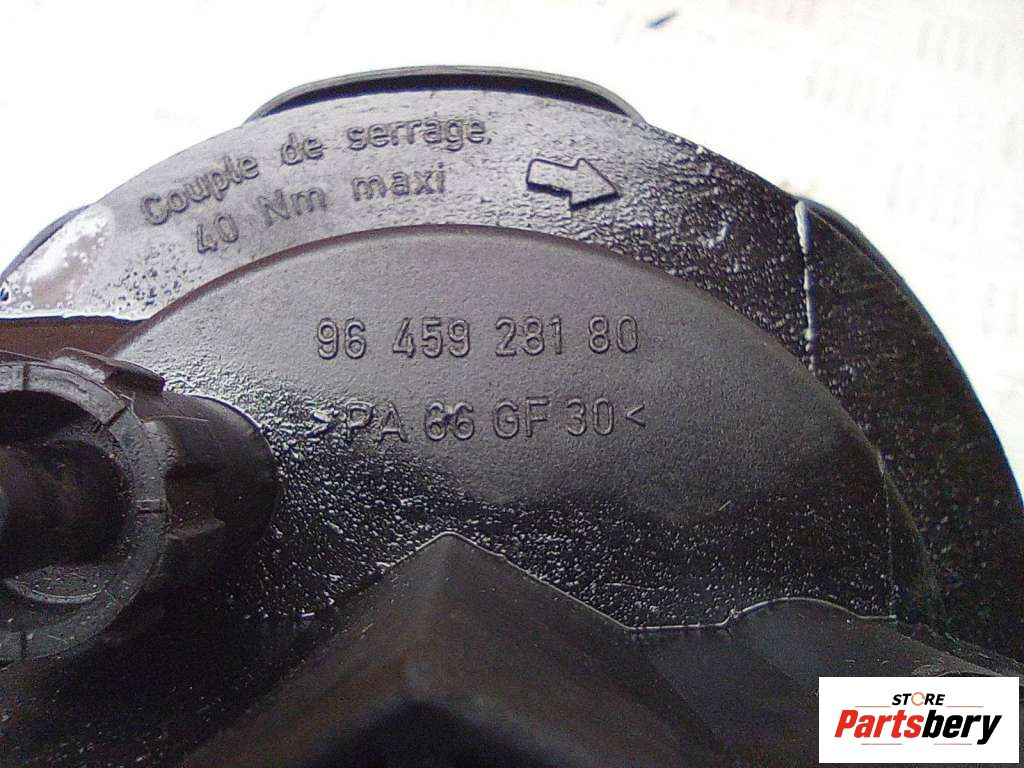 Couple de serrage
40 Nm maxi
96 459 281 80
>PA 66 GF 30<
STORE
Partsbery